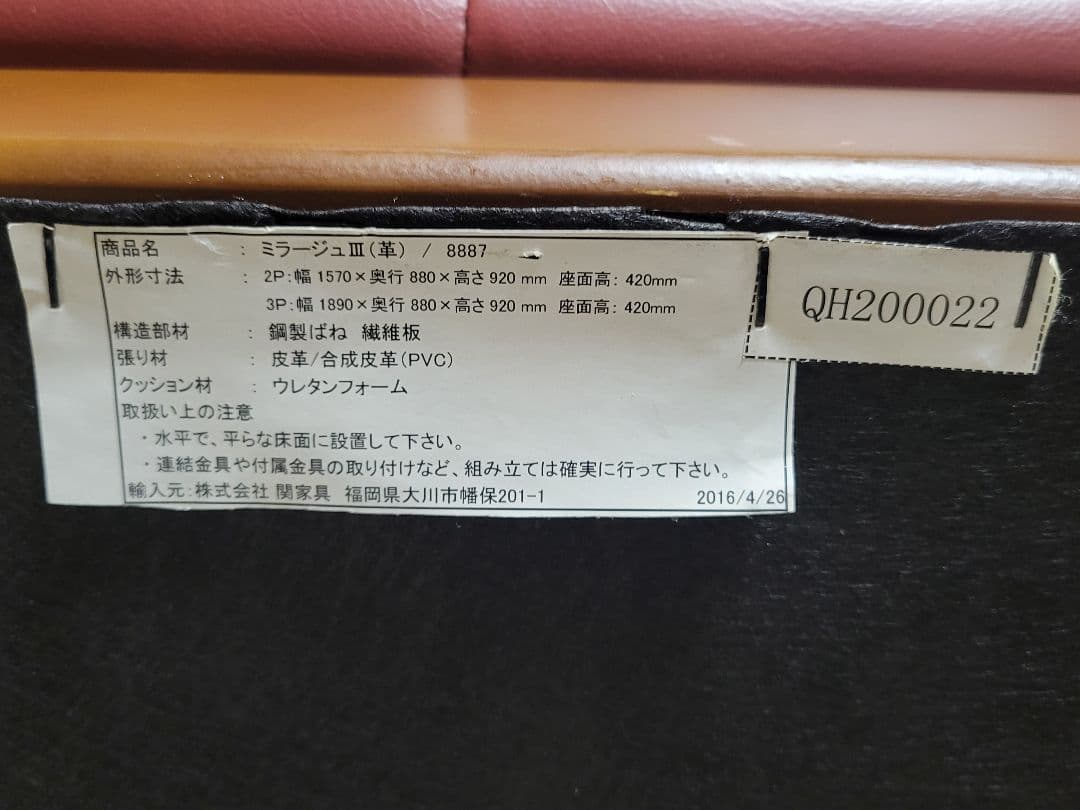 商品名 : ミラージュⅢ(革) / 8887
外形寸法 : 2P:幅 1570×奥行 880×高さ 920 mm 座面高: 420mm
3P:幅 1890×奥行 880×高さ 920 mm 座面高: 420mm
構造部材 : 鋼製ばね 繊維板
張り材 : 皮革/合成皮革(PVC)
クッション材 : ウレタンフォーム
取扱い上の注意
・水平で、平らな床面に設置して下さい。
・連結金具や付属金具の取り付けなど、組み立ては確実に行って下さい。
輸入元:株式会社 関家具 福岡県大川市幡保201-1 2016/4/26
QH200022